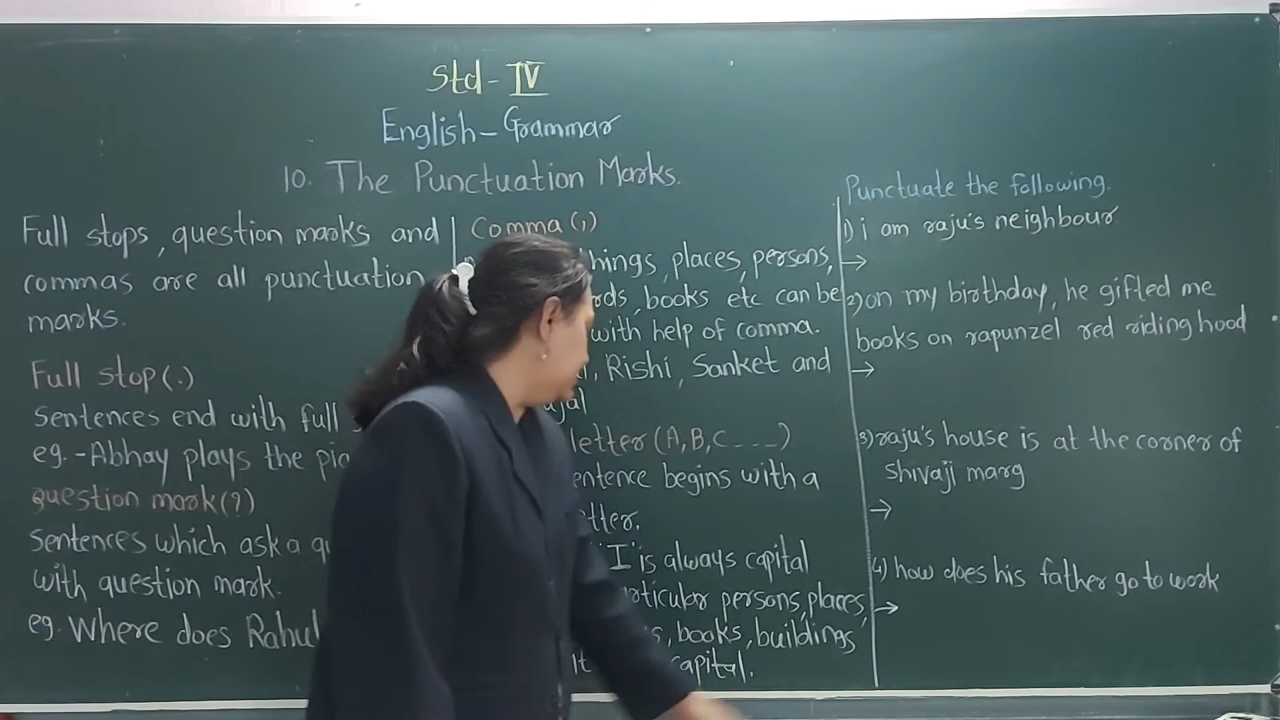 Std - IV
English - Grammar
10. The Punctuation Marks.
Full stops, question marks and
commas are all punctuation
marks.
Full stop (.)
Sentences end with full
eg. - Abhay plays the
question mark (?)
Sentences which ask a
with question mark.
eg. Where does Rahul
Comma (,)
places, persons,
books etc can be
with help of comma.
Rishi, Sanket and
letter (A, B, C - - - -)
begins with a
"I" is always capital
persons, places,
books, buildings
Punctuate the following.
1) i am raju's neighbour
→
2) on my birthday, he gifted me
books on rapunzel red riding hood
→
3) raju's house is at the corner of
shivaji marg
→
4) how does his father go to work
→